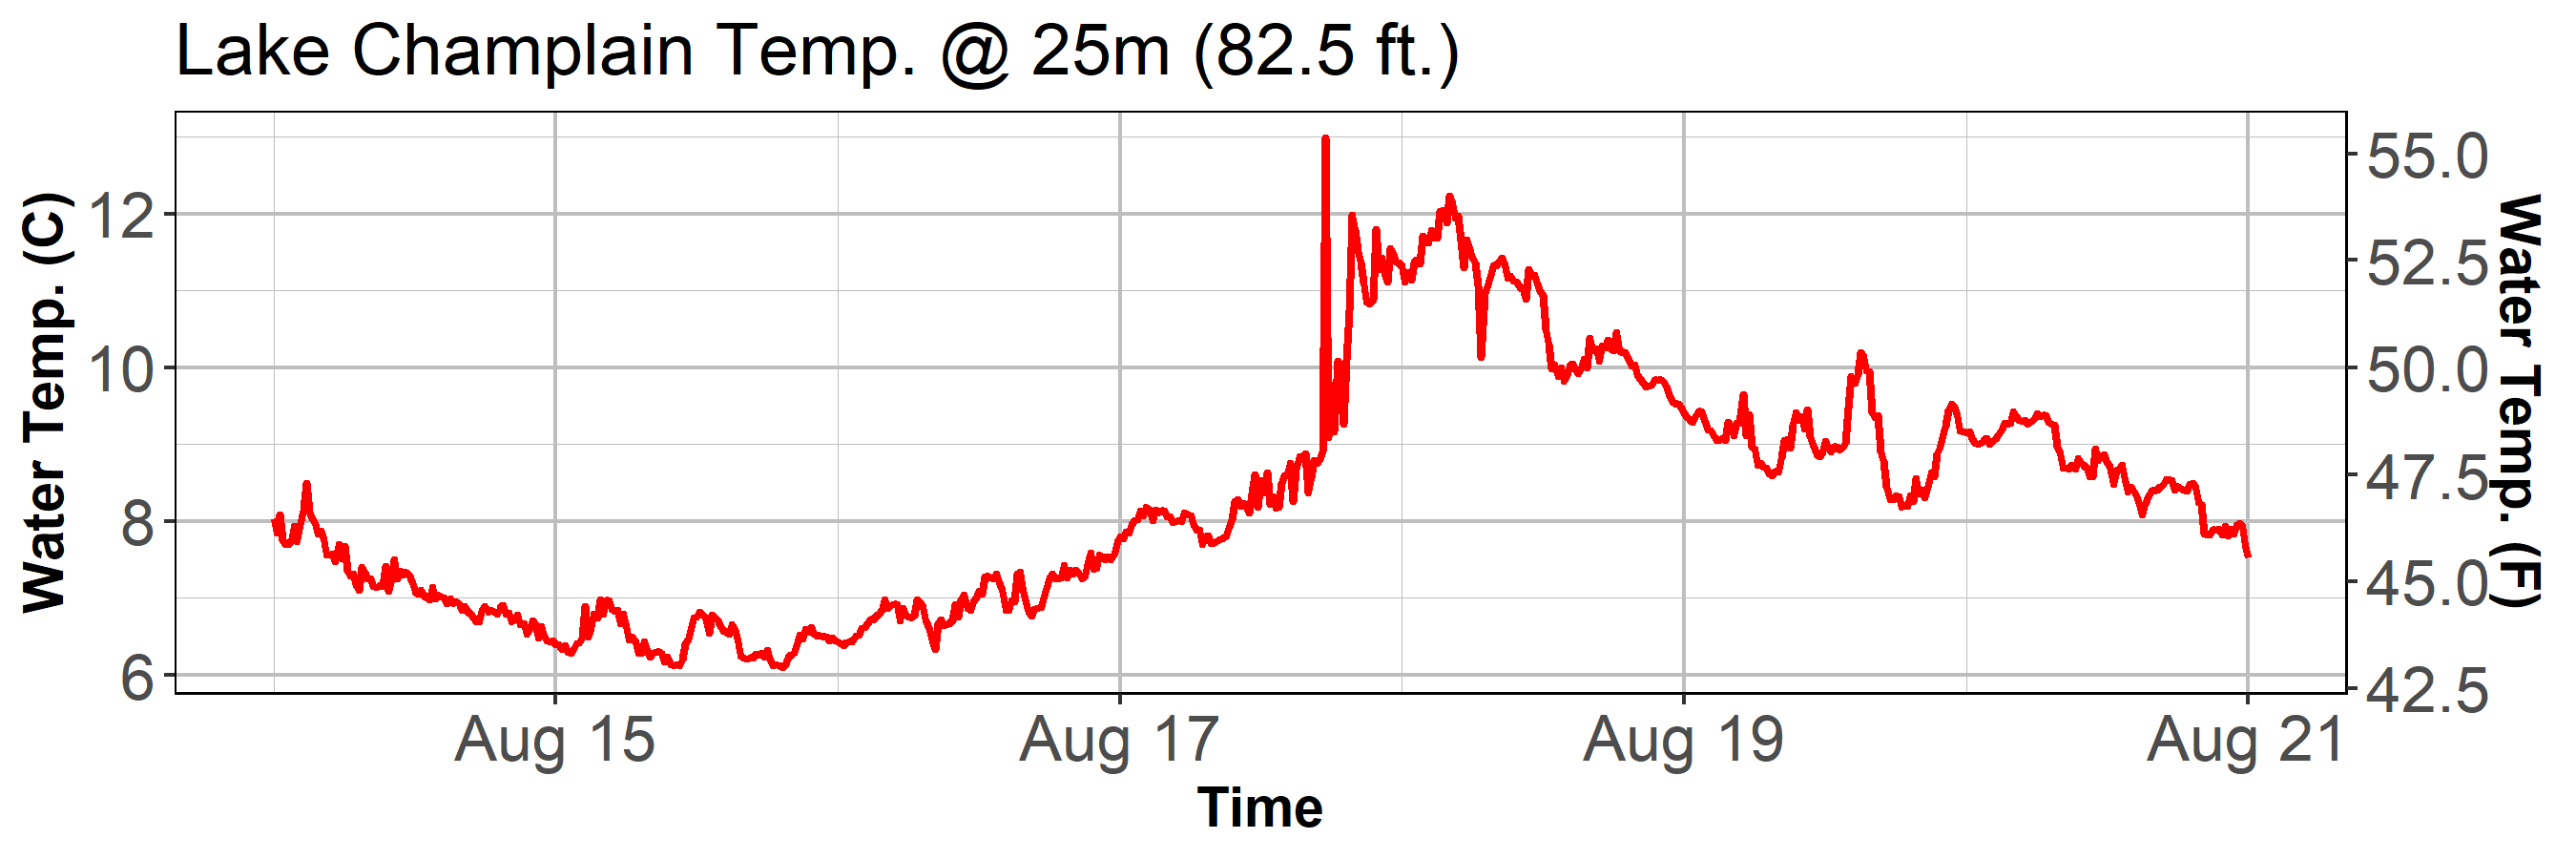 Lake Champlain Temp. @ 25m (82.5 ft.)
Water Temp. (C)
12
10
8
6
55.0
52.5
50.0
47.5
45.0
42.5
Water Temp. (F)
Aug 15 Aug 17 Aug 19 Aug 21
Time